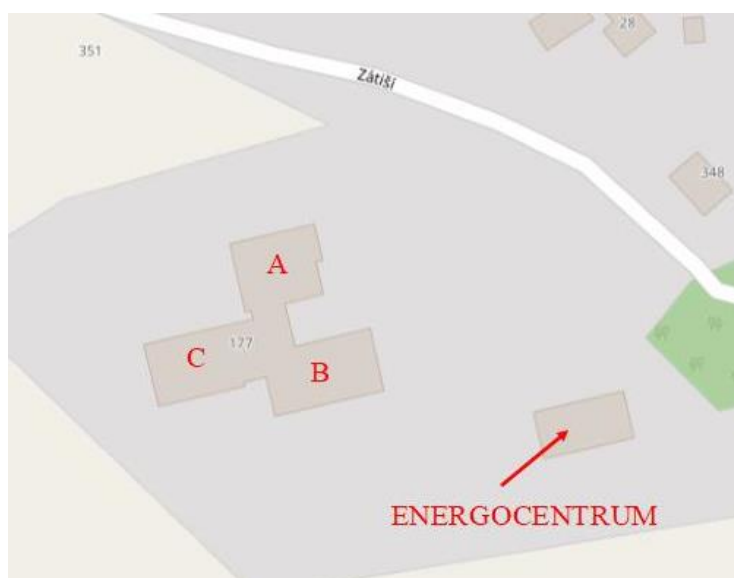 28
351
Zátiší
348
A
177
C
B
ENERGOCENTRUM